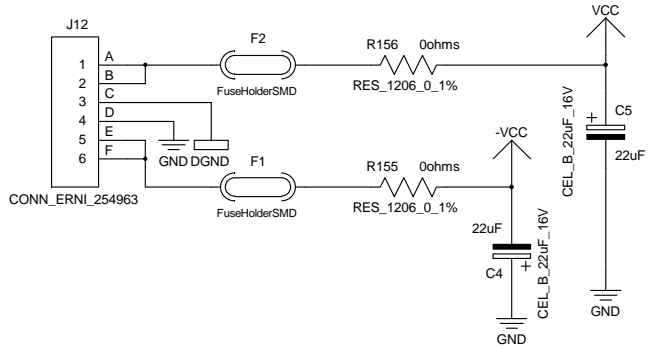 J12
A
1
B
2
C
3
D
4
E
5
F
6
CONN_ERNI_254963
F2
FuseHolderSMD
R156 0ohms
RES_1206_0_1%
VCC
GND DGND
F1
FuseHolderSMD
R155 0ohms
RES_1206_0_1%
-VCC
+
C5
22uF
CEL_B_22uF_16V
GND
22uF
C4
+
CEL_B_22uF_16V
GND